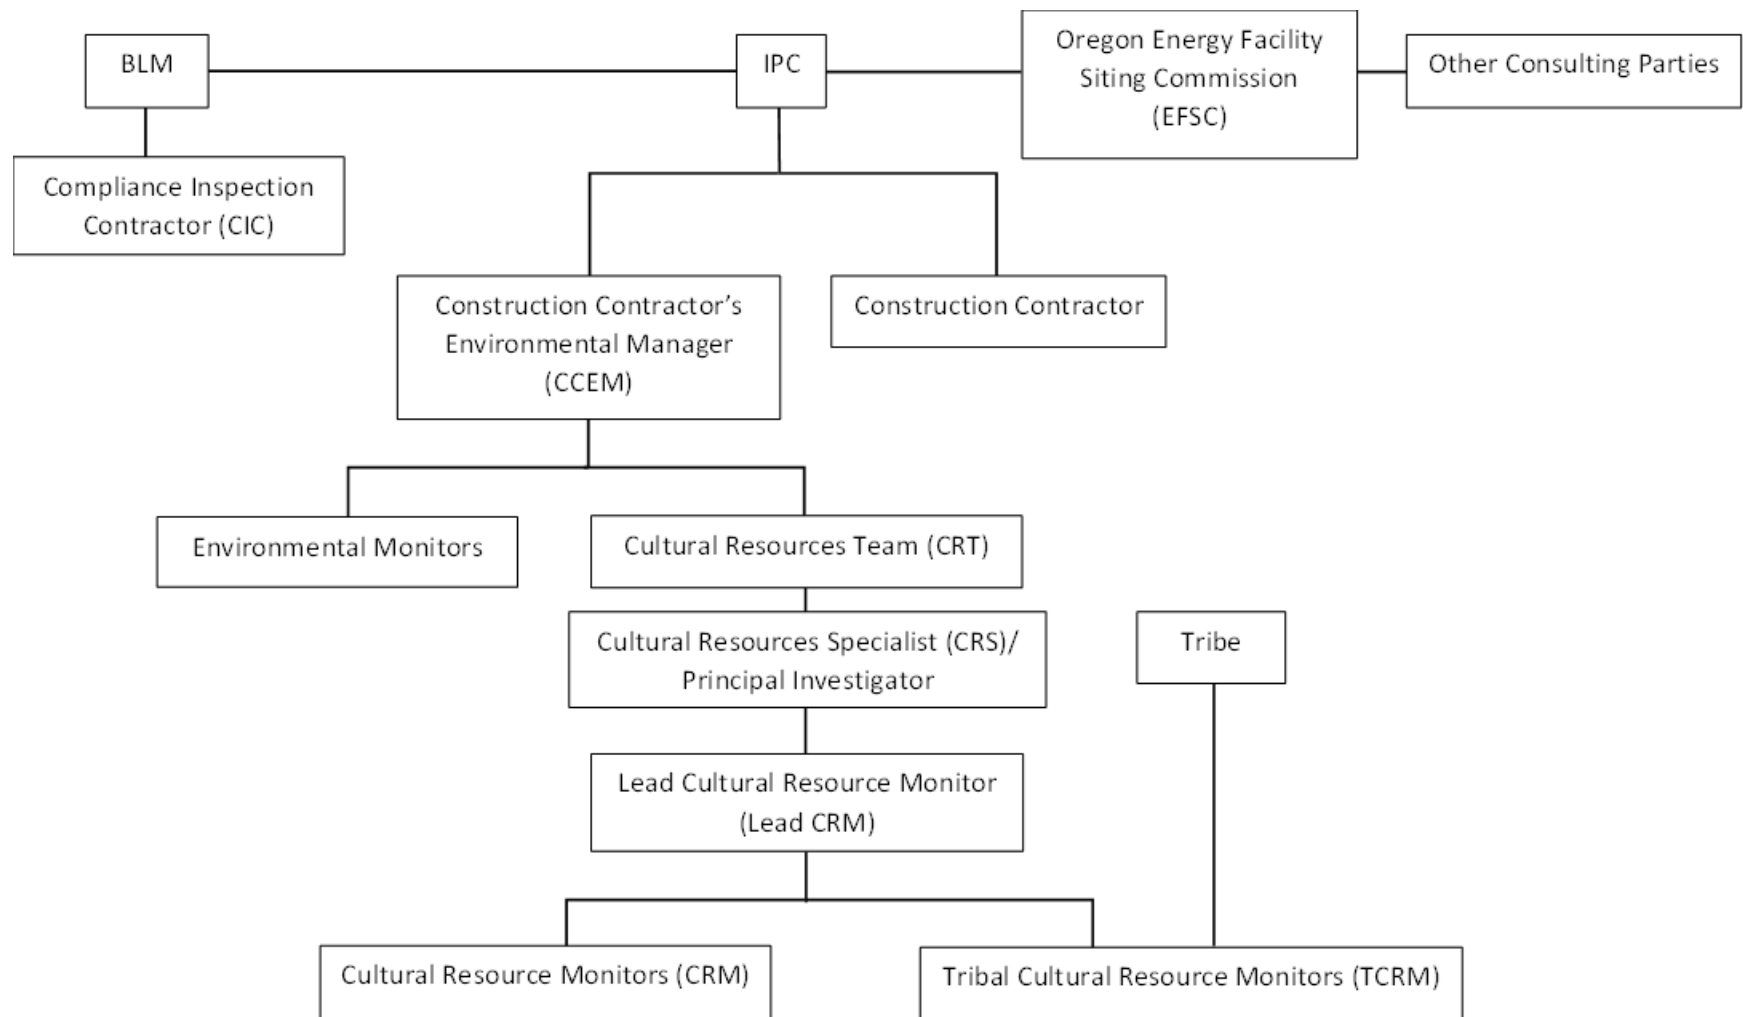 BLM
IPC
Oregon Energy Facility
Siting Commission
(EFSC)
Other Consulting Parties
Compliance Inspection
Contractor (CIC)
Construction Contractor’s
Environmental Manager
(CCEM)
Construction Contractor
Environmental Monitors
Cultural Resources Team (CRT)
Cultural Resources Specialist (CRS)/
Principal Investigator
Tribe
Lead Cultural Resource Monitor
(Lead CRM)
Cultural Resource Monitors (CRM)
Tribal Cultural Resource Monitors (TCRM)